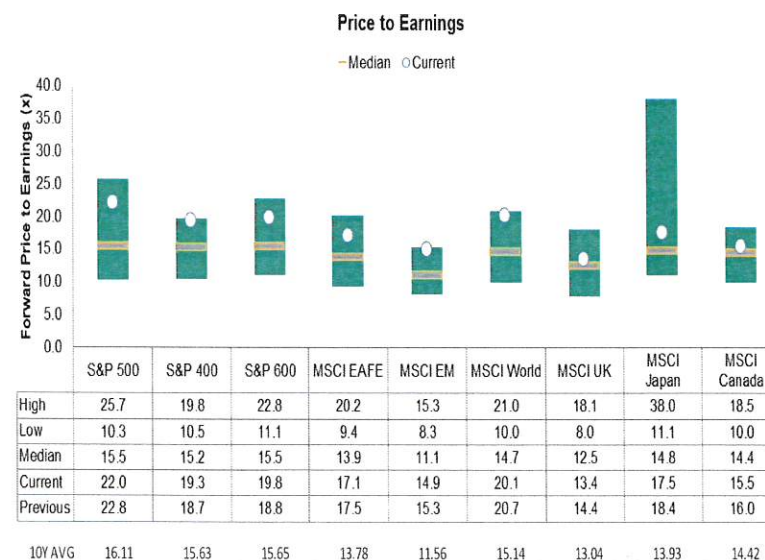 Price to Earnings
Median Current
Forward Price to Earnings (x)
40.0
35.0
30.0
25.0
20.0
15.0
10.0
5.0
0.0
S&P 500 S&P 400 S&P 600 MSCI EAFE MSCI EM MSCI World MSCI UK MSCI Japan MSCI Canada
High 25.7 19.8 22.8 20.2 15.3 21.0 18.1 38.0 18.5
Low 10.3 10.5 11.1 9.4 8.3 10.0 8.0 11.1 10.0
Median 15.5 15.2 15.5 13.9 11.1 14.7 12.5 14.8 14.4
Current 22.0 19.3 19.8 17.1 14.9 20.1 13.4 17.5 15.5
Previous 22.8 18.7 18.8 17.5 15.3 20.7 14.4 18.4 16.0
10Y AVG 16.11 15.63 15.65 13.78 11.56 15.14 13.04 13.93 14.42